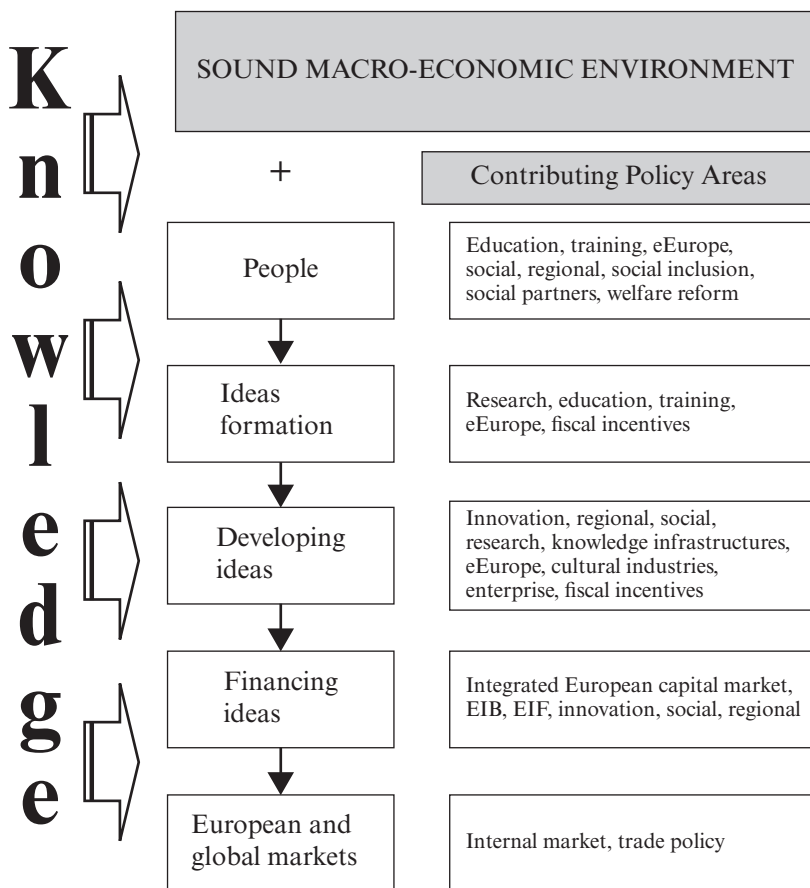 Knowledge
SOUND MACRO-ECONOMIC ENVIRONMENT
+
Contributing Policy Areas
People
Education, training, eEurope,
social, regional, social inclusion,
social partners, welfare reform
Ideas
formation
Research, education, training,
eEurope, fiscal incentives
Developing
ideas
Innovation, regional, social,
research, knowledge infrastructures,
eEurope, cultural industries,
enterprise, fiscal incentives
Financing
ideas
Integrated European capital market,
EIB, EIF, innovation, social, regional
European and
global markets
Internal market, trade policy